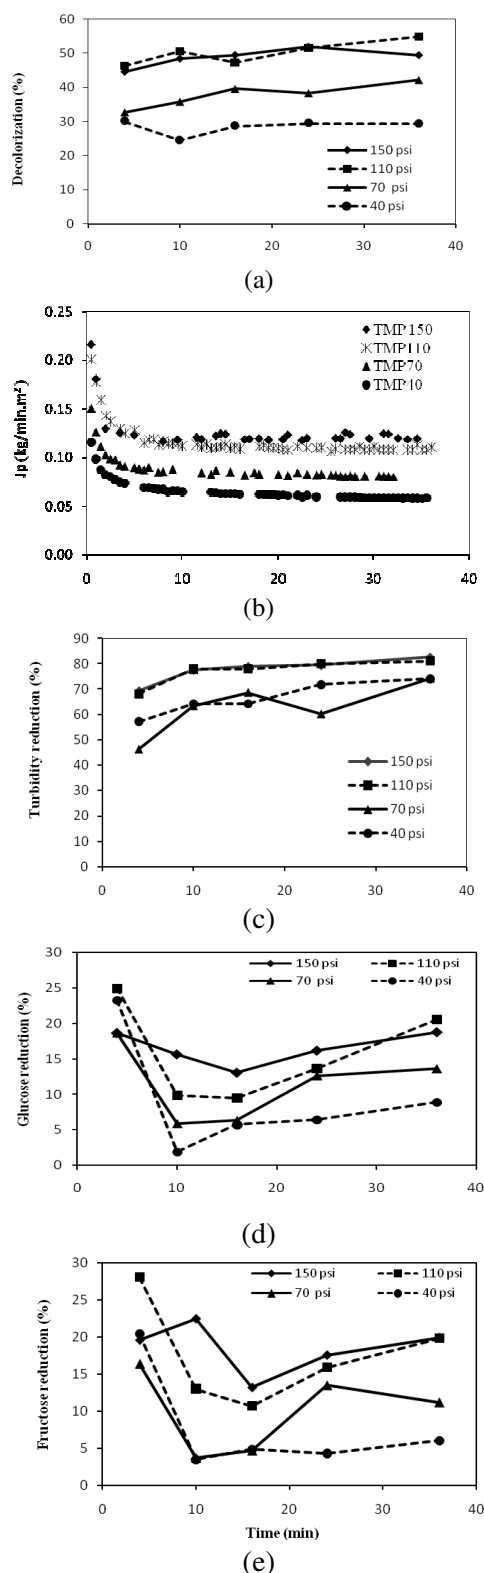 60
50
40
30
20
10
0
Decolorization (%)
150 psi
110 psi
70 psi
40 psi
0 10 20 30 40
(a)
0.25
0.20
0.15
0.10
0.05
0.00
Jp (kg/min.m²)
TMP150
TMP110
TMP70
TMP40
0 10 20 30 40
(b)
90
80
70
60
50
40
30
20
10
0
Turbidity reduction (%)
150 psi
110 psi
70 psi
40 psi
0 10 20 30 40
(c)
30
25
20
15
10
5
0
Glucose reduction (%)
150 psi 110 psi
70 psi 40 psi
0 10 20 30 40
(d)
30
25
20
15
10
5
0
Fructose reduction (%)
150 psi 110 psi
70 psi 40 psi
0 10 20 30 40
Time (min)
(e)